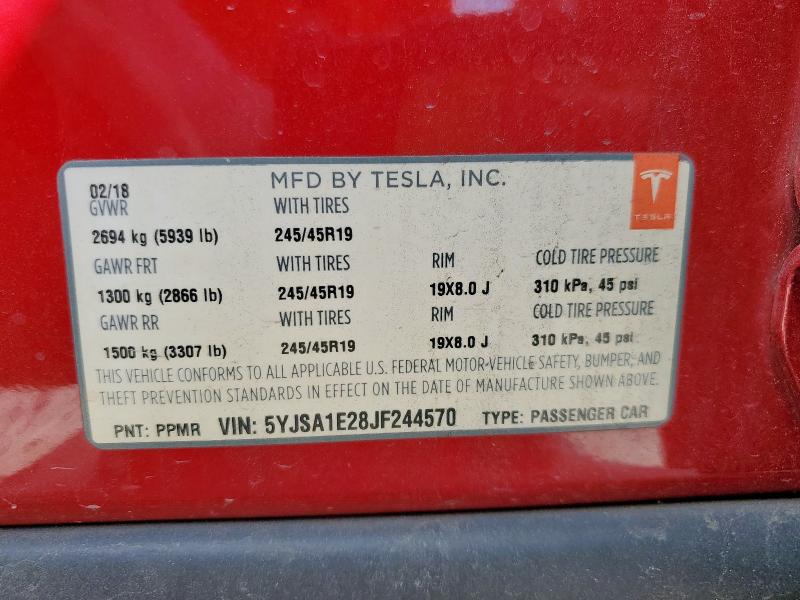 02/18 MFD BY TESLA, INC.
TESLA
GVWR WITH TIRES
2694 kg (5939 lb) 245/45R19
GAWR FRT WITH TIRES RIM COLD TIRE PRESSURE
1300 kg (2866 lb) 245/45R19 19X8.0 J 310 kPa, 45 psi
GAWR RR WITH TIRES RIM COLD TIRE PRESSURE
1500 kg (3307 lb) 245/45R19 19X8.0 J 310 kPa, 45 psi
THIS VEHICLE CONFORMS TO ALL APPLICABLE U.S. FEDERAL MOTOR-VEHICLE SAFETY, BUMPER, AND
THEFT PREVENTION STANDARDS IN EFFECT ON THE DATE OF MANUFACTURE SHOWN ABOVE.
PNT: PPMR VIN: 5YJSA1E28JF244570 TYPE: PASSENGER CAR